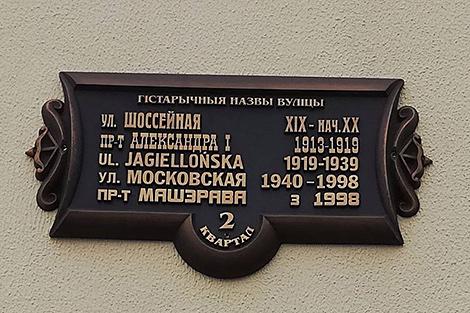 ГІСТАРЫЧНЫЯ НАЗВЫ ВУЛІЦЫ
УЛ. ШОССЕЙНАЯ XIX - НАЧ. XX
ПР-Т АЛЕКСАНДРА I 1913-1919
UL. JAGIELLOŃSKA 1919-1939
УЛ. МОСКОВСКАЯ 1940-1998
ПР-Т МАШЭРАВА З 1998
2
КВАРТАЛ